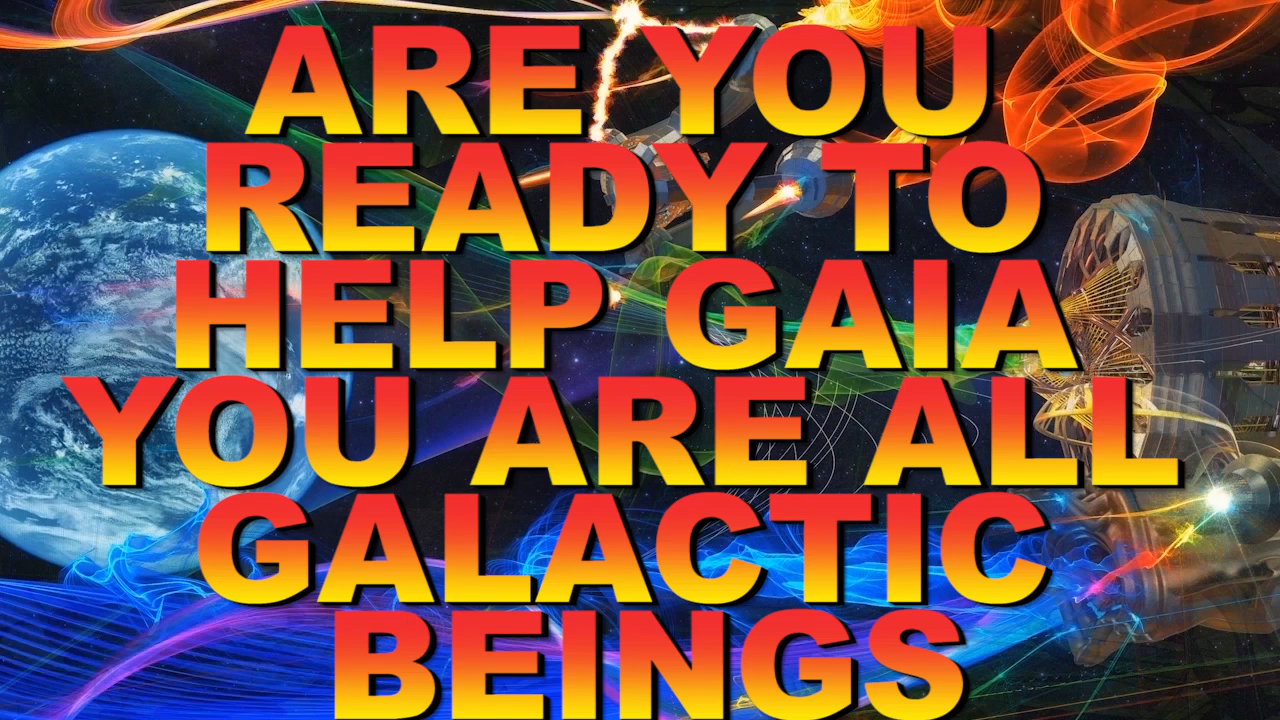 ARE YOU
READY TO
HELP GAIA
YOU ARE ALL
GALACTIC
BEINGS